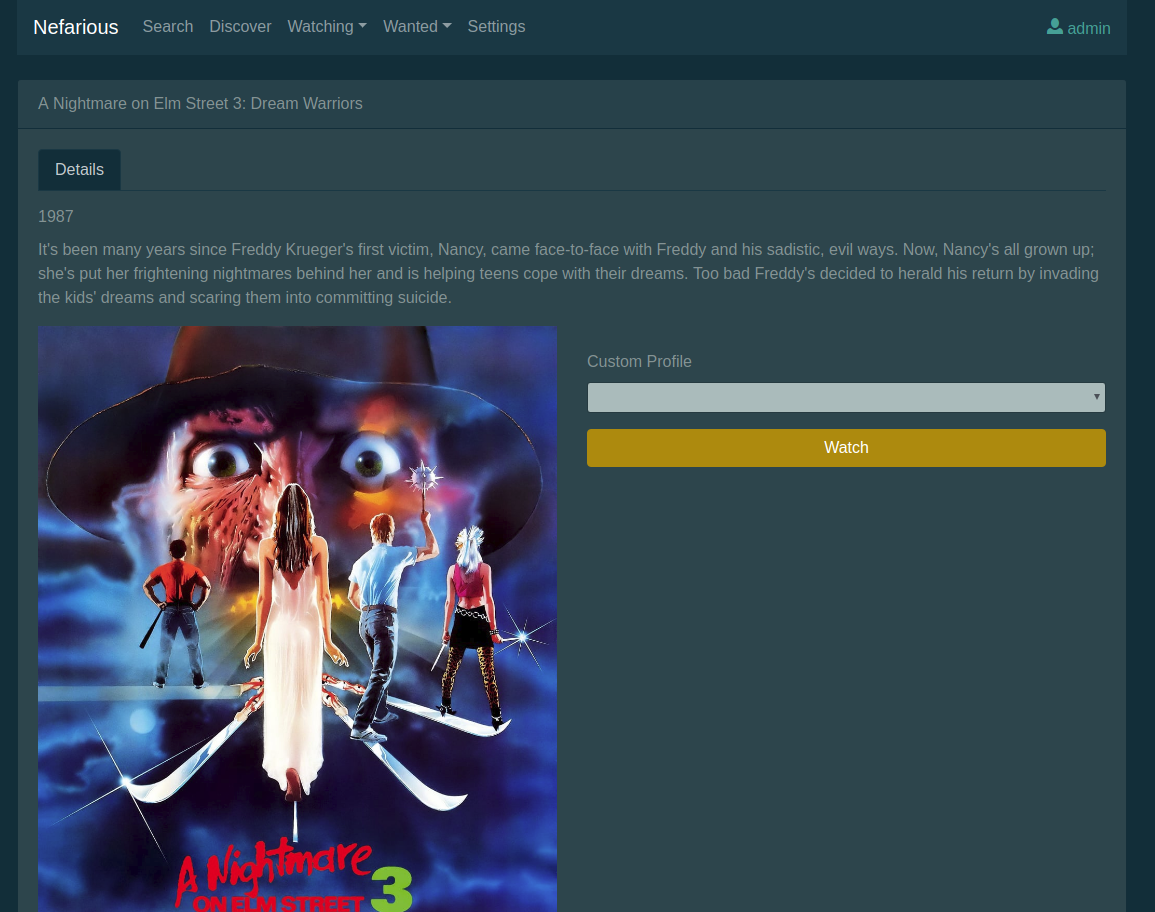 Nefarious Search Discover Watching Wanted Settings admin
A Nightmare on Elm Street 3: Dream Warriors
Details
1987
It's been many years since Freddy Krueger's first victim, Nancy, came face-to-face with Freddy and his sadistic, evil ways. Now, Nancy's all grown up;
she's put her frightening nightmares behind her and is helping teens cope with their dreams. Too bad Freddy's decided to herald his return by invading
the kids' dreams and scaring them into committing suicide.
Custom Profile
Watch
A Nightmare
ON ELM STREET 3